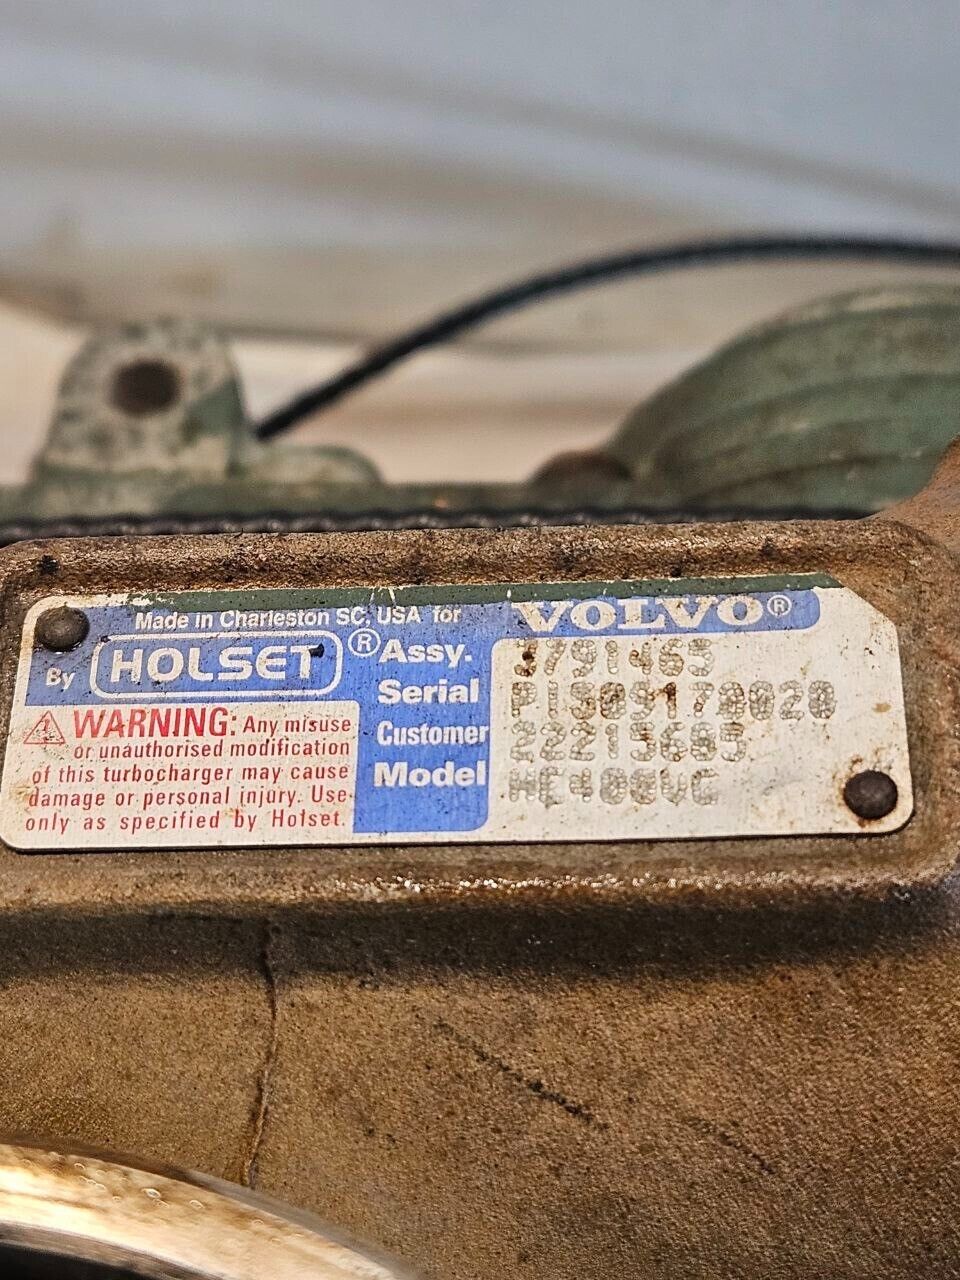 Made in Charleston SC, USA for VOLVO®
By HOLSET®
Assy. 3791465
Serial
Customer 22215685
Model HE400VG
WARNING: Any misuse
or unauthorised modification
of this turbocharger may cause
damage or personal injury. Use
only as specified by Holset.